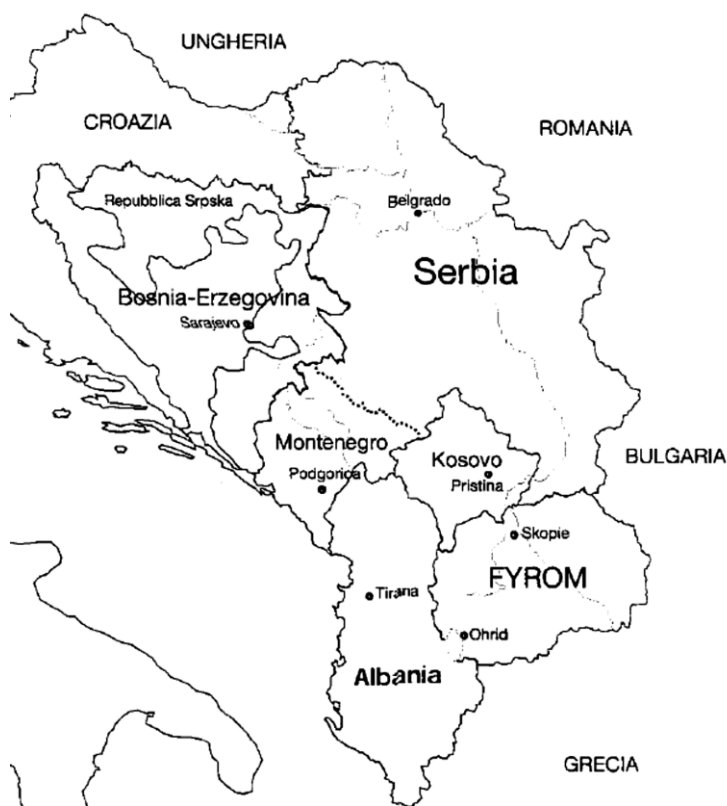 UNGHERIA
CROAZIA
ROMANIA
Repubblica Srpska
Belgrado
Serbia
Bosnia-Erzegovina
Sarajevo
Montenegro
Kosovo
BULGARIA
Podgorica
Pristina
Skopie
FYROM
Tirana
Ohrid
Albania
GRECIA